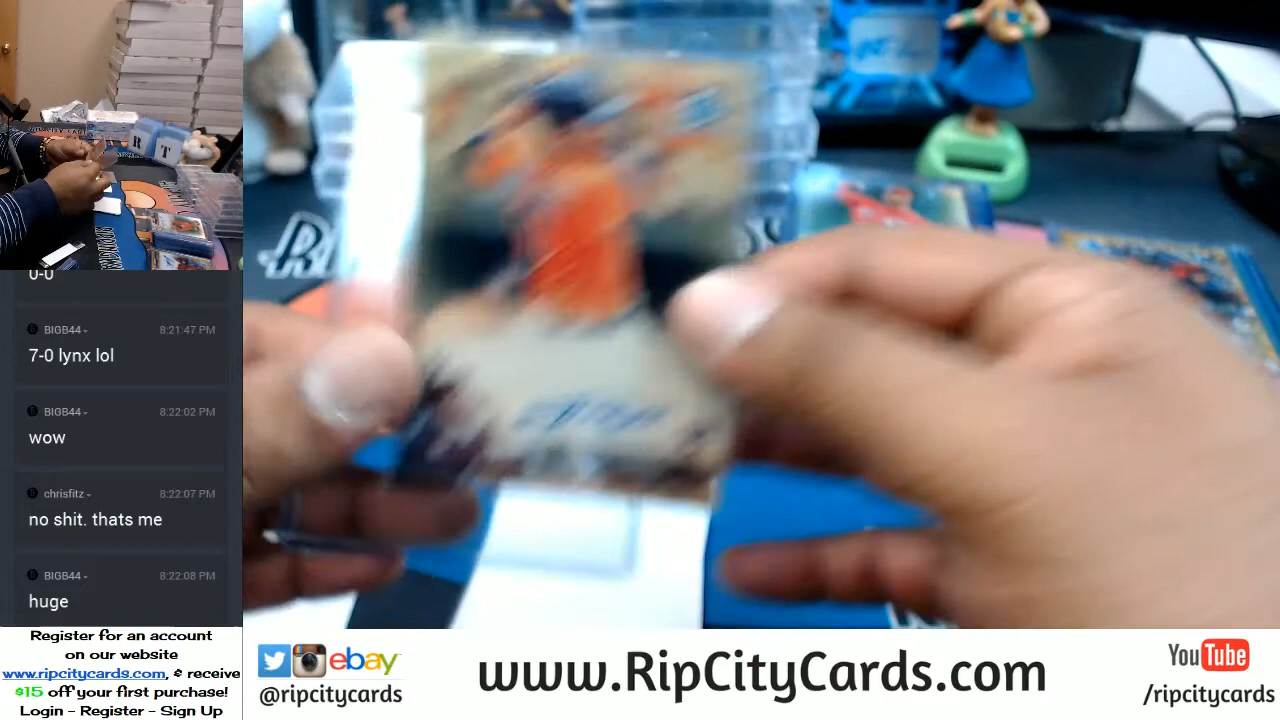 R T
0-0
BIGB44
8:21:47 PM
7-0 lynx lol
BIGB44
8:22:02 PM
wow
chrisfitz
8:22:07 PM
no shit. thats me
BIGB44
8:22:08 PM
huge
Register for an account
on our website
www.ripcitycards.com, & receive
$15 off your first purchase!
Login - Register - Sign Up
ebay
@ripcitycards
www.RipCityCards.com
YouTube
/ripcitycards